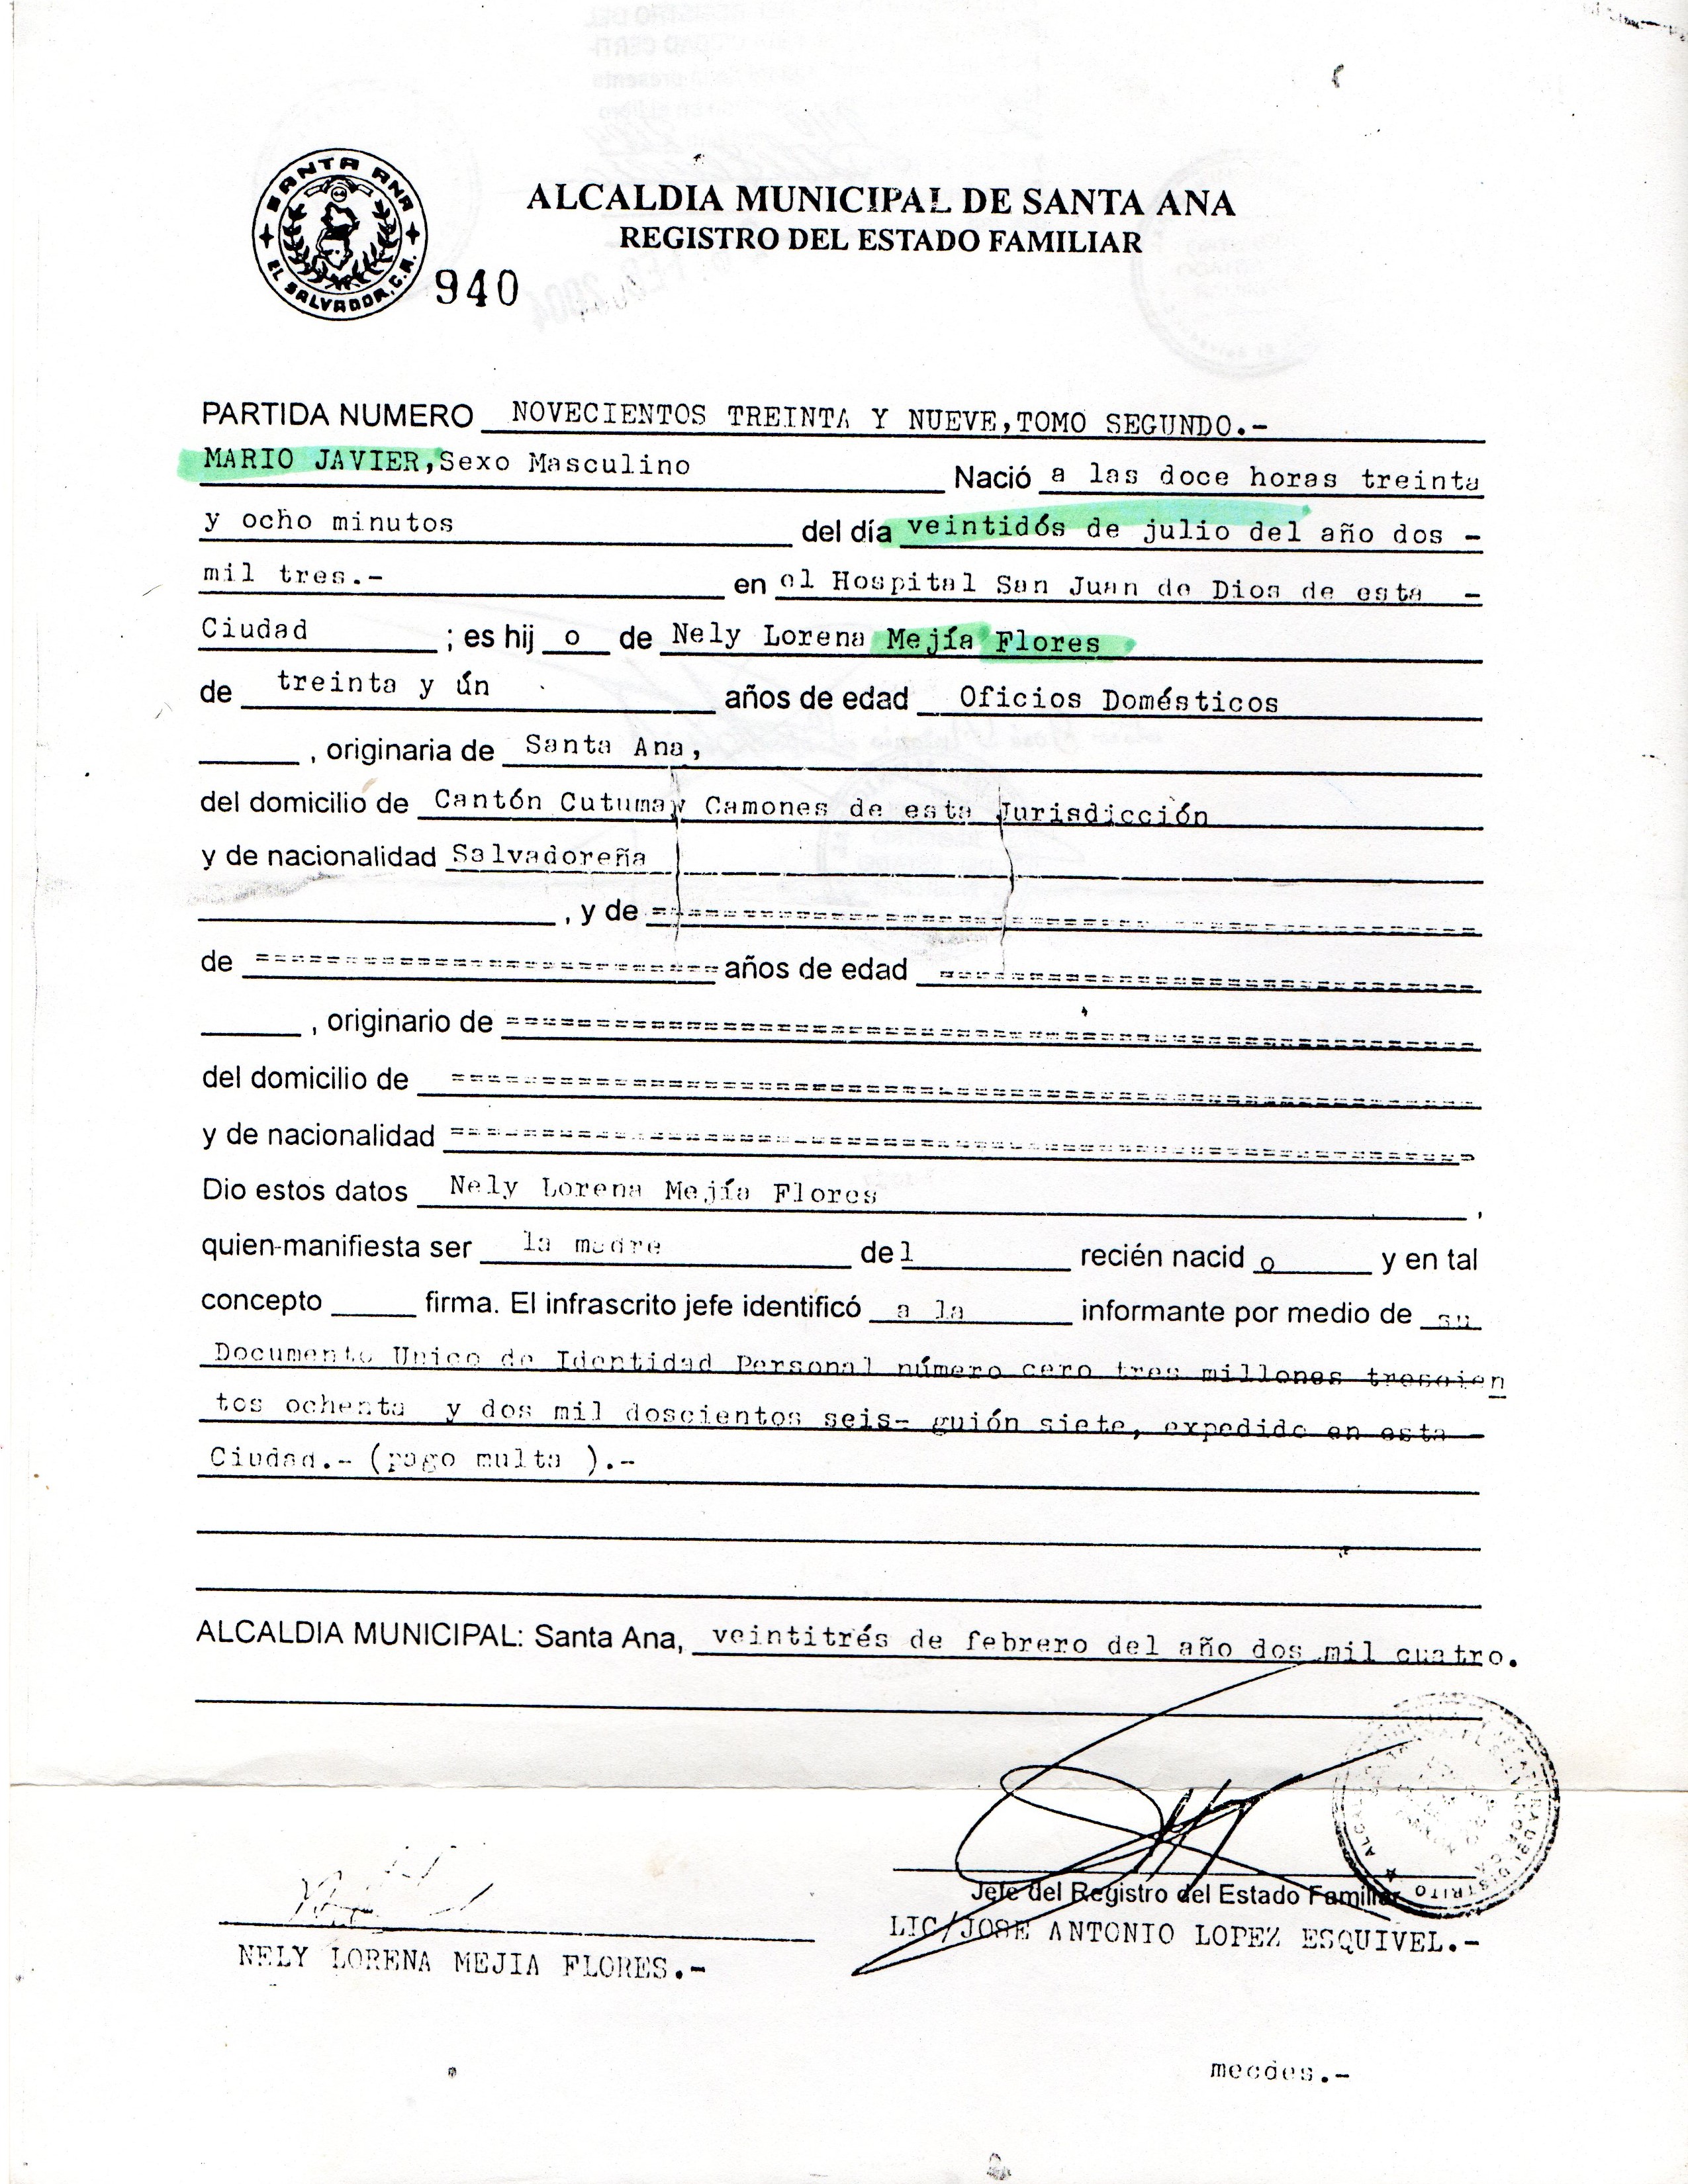 SANTA ANA
EL SALVADOR, C.A.
ALCALDIA MUNICIPAL DE SANTA ANA
REGISTRO DEL ESTADO FAMILIAR
940
PARTIDA NUMERO NOVECIENTOS TREINTA Y NUEVE,TOMO SEGUNDO.-
MARIO JAVIER,Sexo Masculino Nació a las doce horas treinta
y ocho minutos del día veintidós de julio del año dos -
mil tres.- en el Hospital San Juan de Dios de esta -
Ciudad ; es hij o de Nely Lorena Mejía Flores
de treinta y ún años de edad Oficios Domésticos
, originaria de Santa Ana,
del domicilio de Cantón Cutumay Camones de esta Jurisdicción
y de nacionalidad Salvadoreña
, y de ================================
de ================================ años de edad ================================
, originario de ================================
del domicilio de ================================
y de nacionalidad ================================
Dio estos datos Nely Lorena Mejía Flores ,
quien-manifiesta ser la madre del recién nacid o y en tal
concepto firma. El infrascrito jefe identificó a la informante por medio de su
Documento Unico de Identidad Personal número cero tres millones trescien
tos ochenta y dos mil doscientos seis- guión siete, expedido en esta -
Ciudad.- (pago multa ).-
ALCALDIA MUNICIPAL: Santa Ana, veintitrés de febrero del año dos mil cuatro.
Jefe del Registro del Estado Familiar
LIC/JOSE ANTONIO LOPEZ ESQUIVEL.-
NELY LORENA MEJIA FLORES.-
mecdes.-